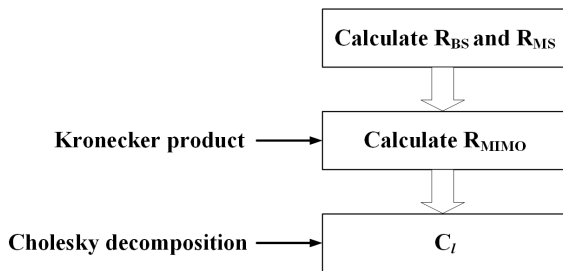 Calculate R_BS and R_MS
Kronecker product
Calculate R_MIMO
Cholesky decomposition
C_l